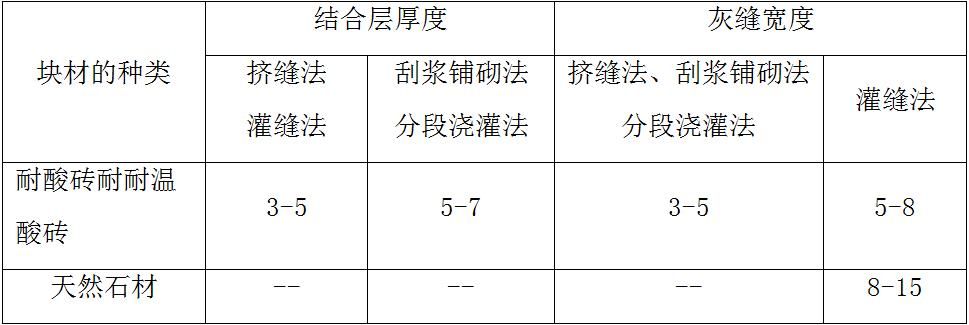 块材的种类
结合层厚度
灰缝宽度
挤缝法
灌缝法
刮浆铺砌法
分段浇灌法
挤缝法、刮浆铺砌法
分段浇灌法
灌缝法
耐酸砖耐耐温
酸砖
3-5
5-7
3-5
5-8
天然石材
--
--
--
8-15